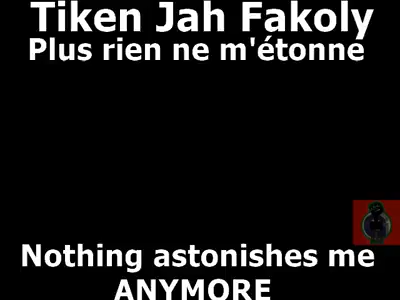 Tiken Jah Fakoly
Plus rien ne m'étonne
Nothing astonishes me
ANYMORE